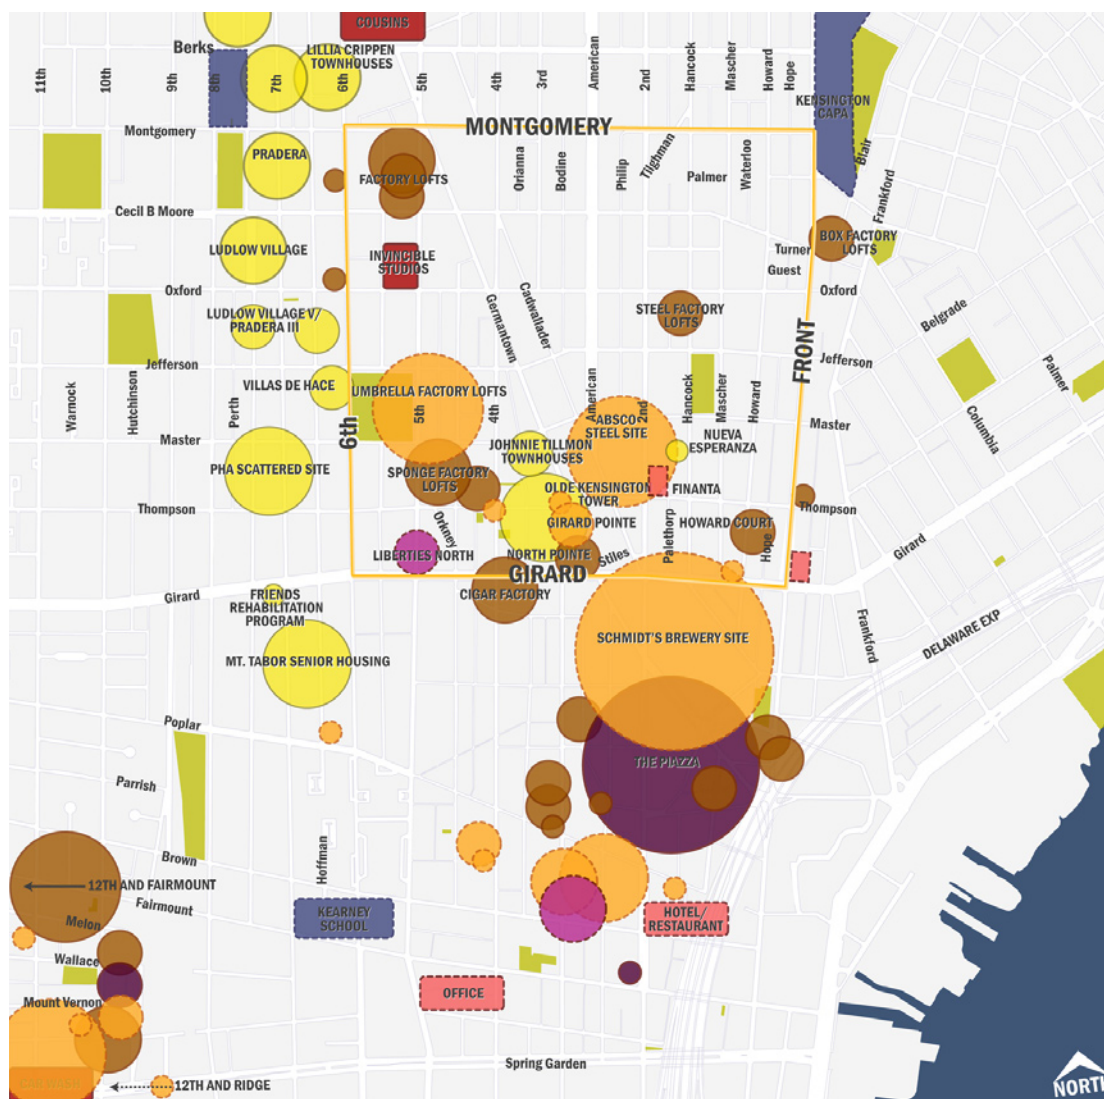 COUSINS
Berks
LILLIA CRIPPEN
TOWNHOUSES
11th
10th
9th
8th
7th
6th
5th
4th
3rd
American
2nd
Hancock
Mascher
Howard
Hope
KENSINGTON
CAPA
Montgomery
MONTGOMERY
PRADERA
FACTORY LOFTS
Orianna
Bodine
Philip
Tilghman
Palmer
Waterloo
Blair
Frankford
Cecil B Moore
LUDLOW VILLAGE
INVINCIBLE
STUDIOS
Turner
Guest
BOX FACTORY
LOFTS
Oxford
Oxford
LUDLOW VILLAGE V/
PRADERA III
Germantown
Cadwallader
STEEL FACTORY
LOFTS
Belgrade
FRONT
Jefferson
Jefferson
Palmer
Warnock
Hutchinson
Perth
VILLAS DE HACE
UMBRELLA FACTORY LOFTS
5th
4th
American
2nd
Hancock
Mascher
Howard
Columbia
6th
ABSCO
STEEL SITE
Master
Master
JOHNNIE TILLMON
TOWNHOUSES
NUEVA
ESPERANZA
PHA SCATTERED SITE
SPONGE FACTORY
LOFTS
OLDE KENSINGTON
TOWER
FINANTA
Thompson
Thompson
Orkney
GIRARD POINTE
Palethorp
HOWARD COURT
Hope
LIBERTIES NORTH
NORTH POINTE
Stiles
Girard
GIRARD
Girard
FRIENDS
REHABILITATION
PROGRAM
CIGAR FACTORY
Frankford
DELAWARE EXP
SCHMIDT'S BREWERY SITE
MT. TABOR SENIOR HOUSING
Poplar
THE PIAZZA
Parrish
Hoffman
Brown
12TH AND FAIRMOUNT
Fairmount
Melon
KEARNEY
SCHOOL
HOTEL/
RESTAURANT
Wallace
OFFICE
Mount Vernon
Spring Garden
CAR WASH
12TH AND RIDGE
NORTH